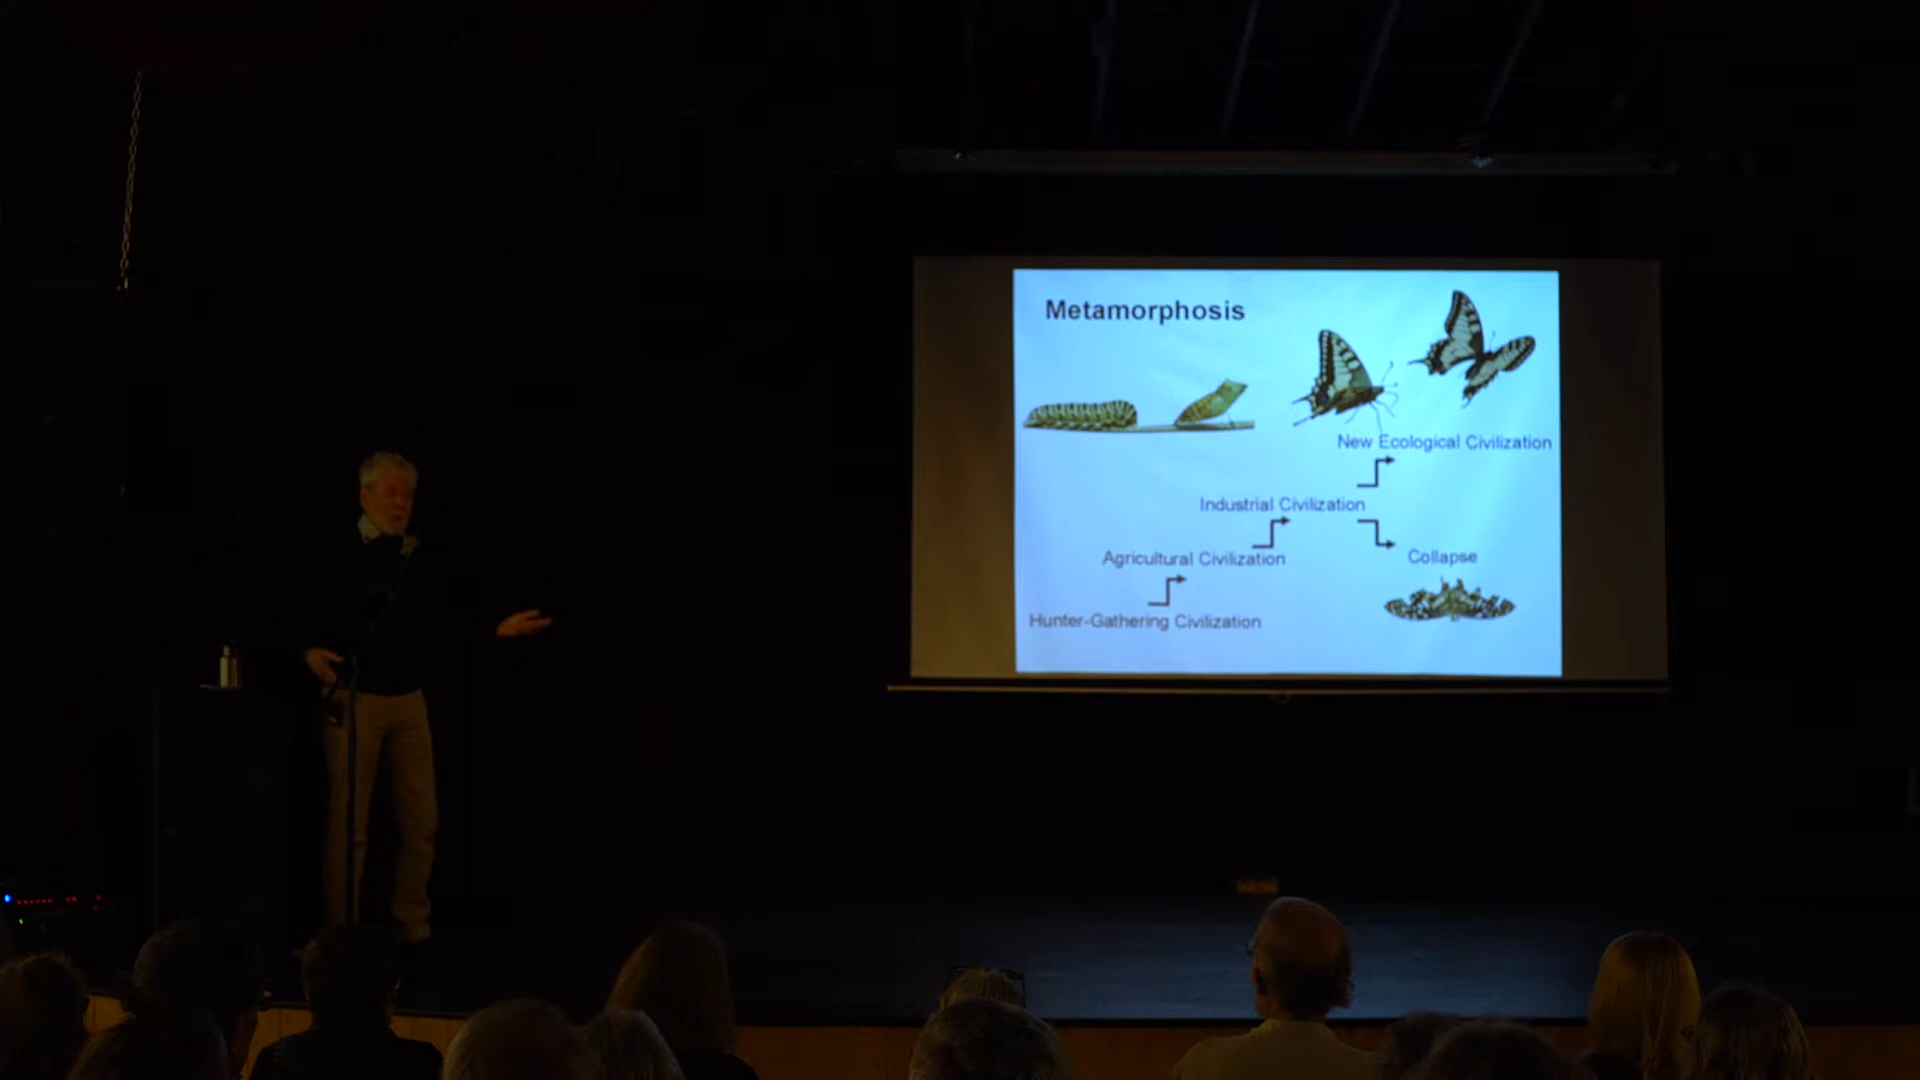 Metamorphosis
New Ecological Civilization
Industrial Civilization
Agricultural Civilization
Collapse
Hunter-Gathering Civilization